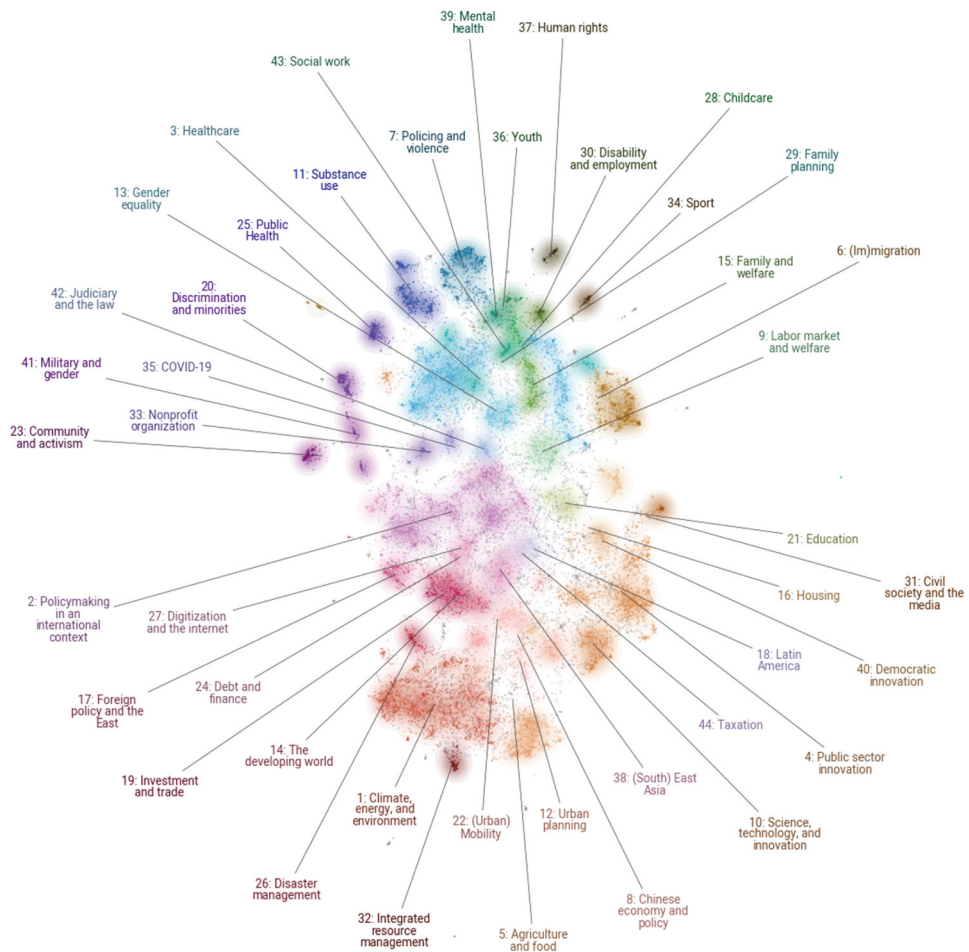 39: Mental
health
37: Human rights
43: Social work
28: Childcare
3: Healthcare
7: Policing and
violence
36: Youth
30: Disability
and employment
29: Family
planning
11: Substance
use
13: Gender
equality
34: Sport
25: Public
Health
6: (Im)migration
15: Family and
welfare
42: Judiciary
and the law
20:
Discrimination
and minorities
9: Labor market
and welfare
41: Military and
gender
35: COVID-19
33: Nonprofit
organization
23: Community
and activism
21: Education
31: Civil
society and the
media
16: Housing
2: Policymaking
in an
international
context
27: Digitization
and the internet
18: Latin
America
40: Democratic
innovation
17: Foreign
policy and the
East
24: Debt and
finance
44: Taxation
14: The
developing world
4: Public sector
innovation
19: Investment
and trade
38: (South) East
Asia
1: Climate,
energy, and
environment
22: (Urban)
Mobility
12: Urban
planning
10: Science,
technology, and
innovation
26: Disaster
management
8: Chinese
economy and
policy
32: Integrated
resource
management
5: Agriculture
and food